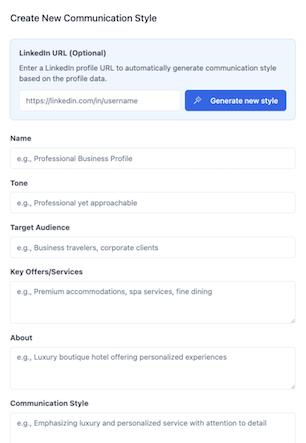 Create New Communication Style
LinkedIn URL (Optional)
Enter a LinkedIn profile URL to automatically generate communication style
based on the profile data.
https://linkedin.com/in/username
Generate new style
Name
e.g., Professional Business Profile
Tone
e.g., Professional yet approachable
Target Audience
e.g., Business travelers, corporate clients
Key Offers/Services
e.g., Premium accommodations, spa services, fine dining
About
e.g., Luxury boutique hotel offering personalized experiences
Communication Style
e.g., Emphasizing luxury and personalized service with attention to detail